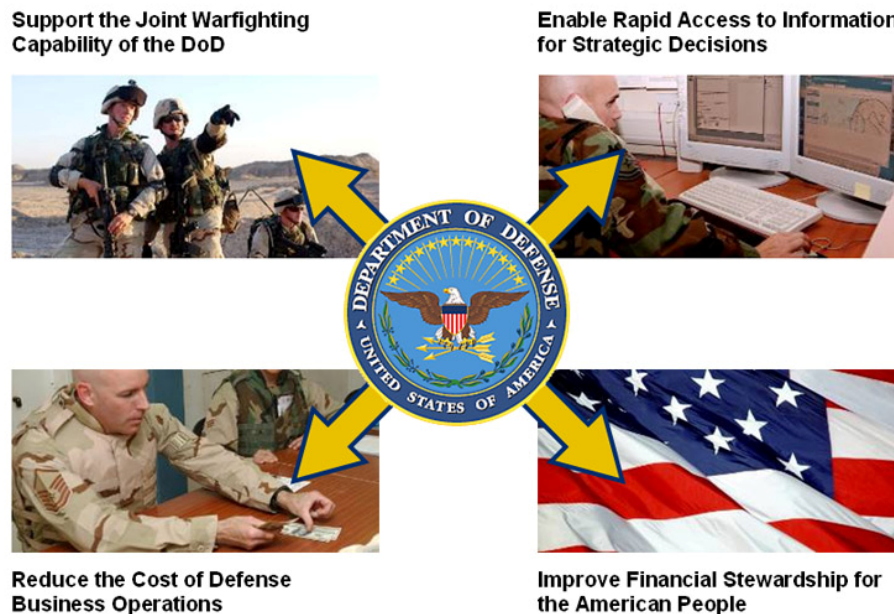 Support the Joint Warfighting
Capability of the DoD
Enable Rapid Access to Information
for Strategic Decisions
DEPARTMENT OF DEFENSE
UNITED STATES OF AMERICA
Reduce the Cost of Defense
Business Operations
Improve Financial Stewardship for
the American People